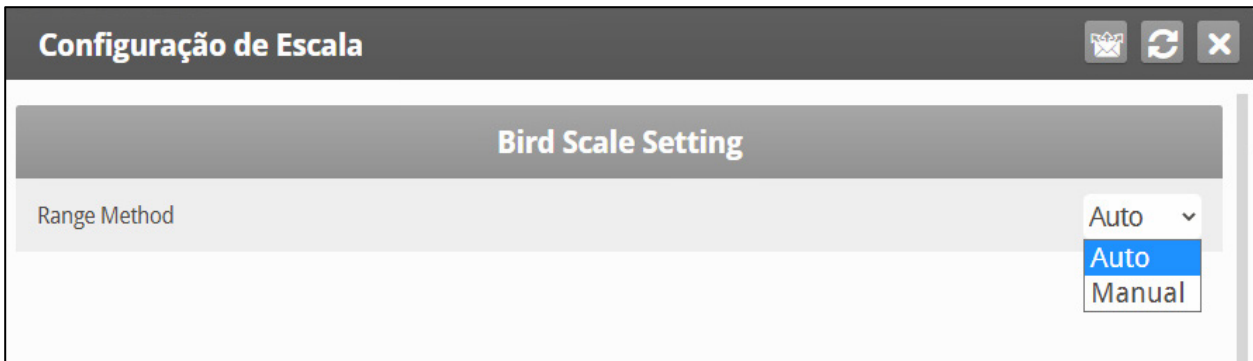 Configuração de Escala
Bird Scale Setting
Range Method
Auto
Auto
Manual